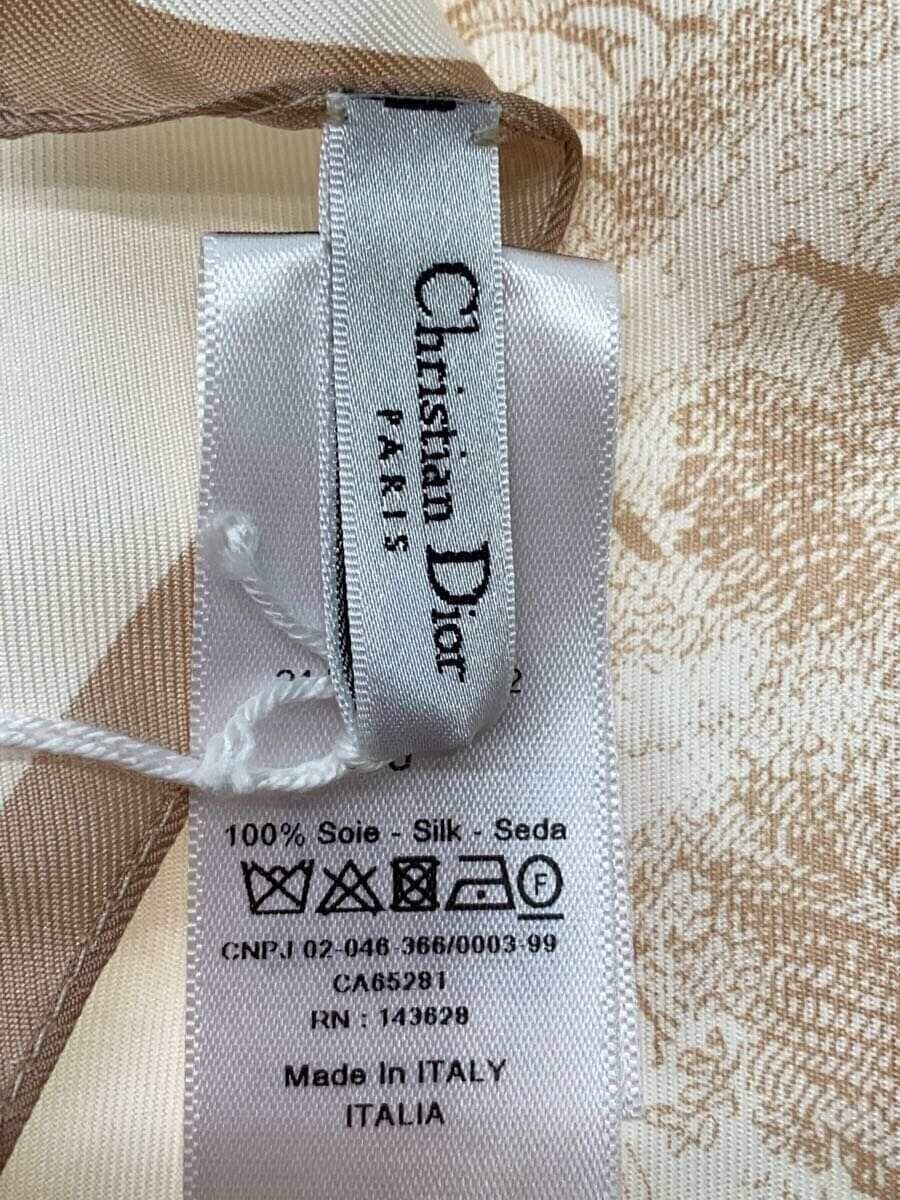 Christian Dior
PARIS
100% Soie - Silk - Seda
F
CNPJ 02-046-366/0003-99
CA65281
RN : 143628
Made In ITALY
ITALIA